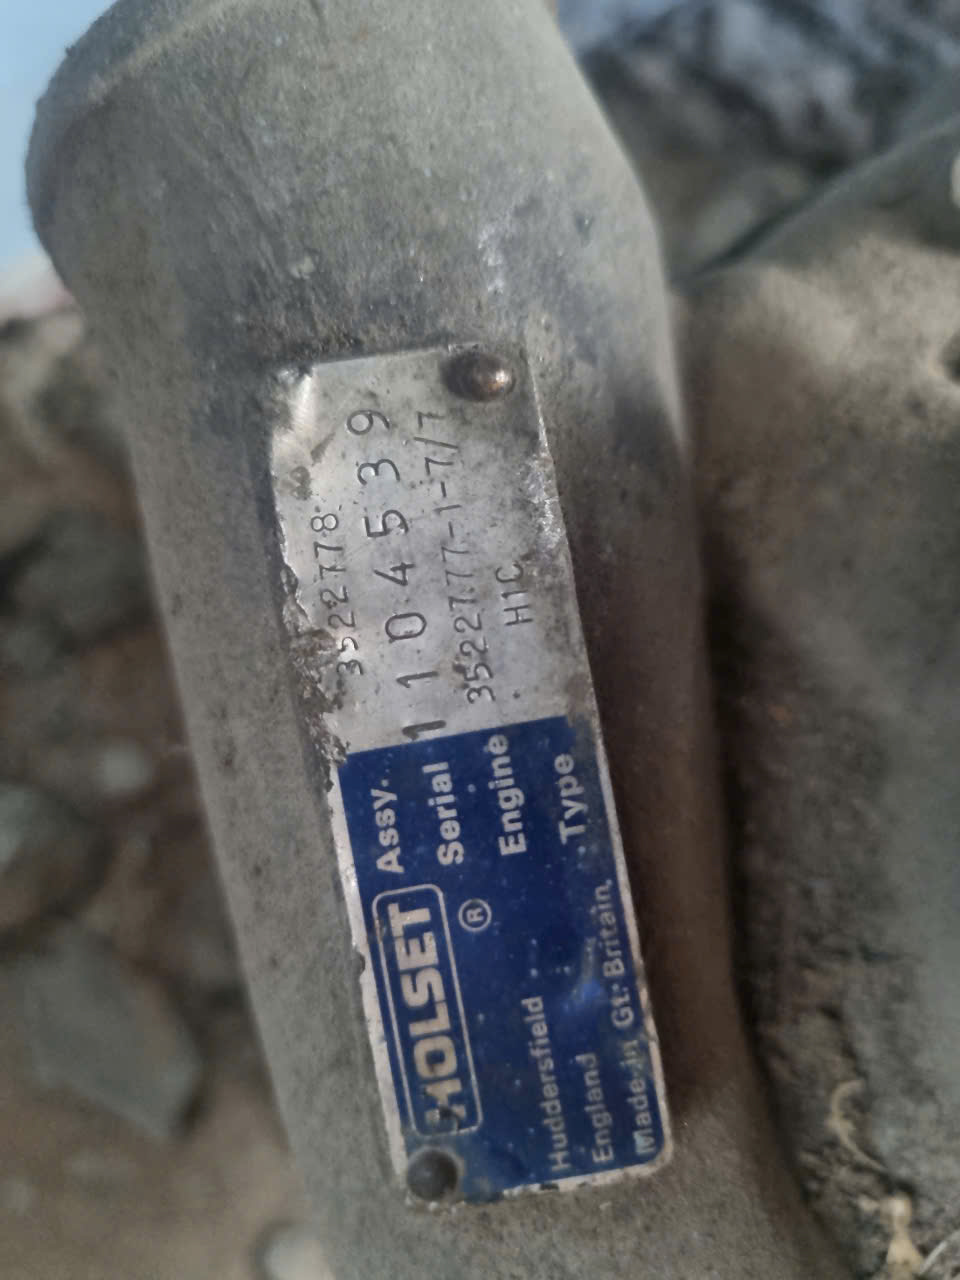 HOLSET ®
Assy. 3522778
Serial 1104539
Engine 3522777-1-7/7
Type H1C
Huddersfield
England
Made in Gt. Britain